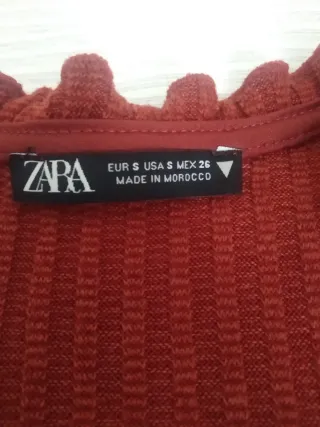 ZARA
EUR S USA S MEX 26
MADE IN MOROCCO